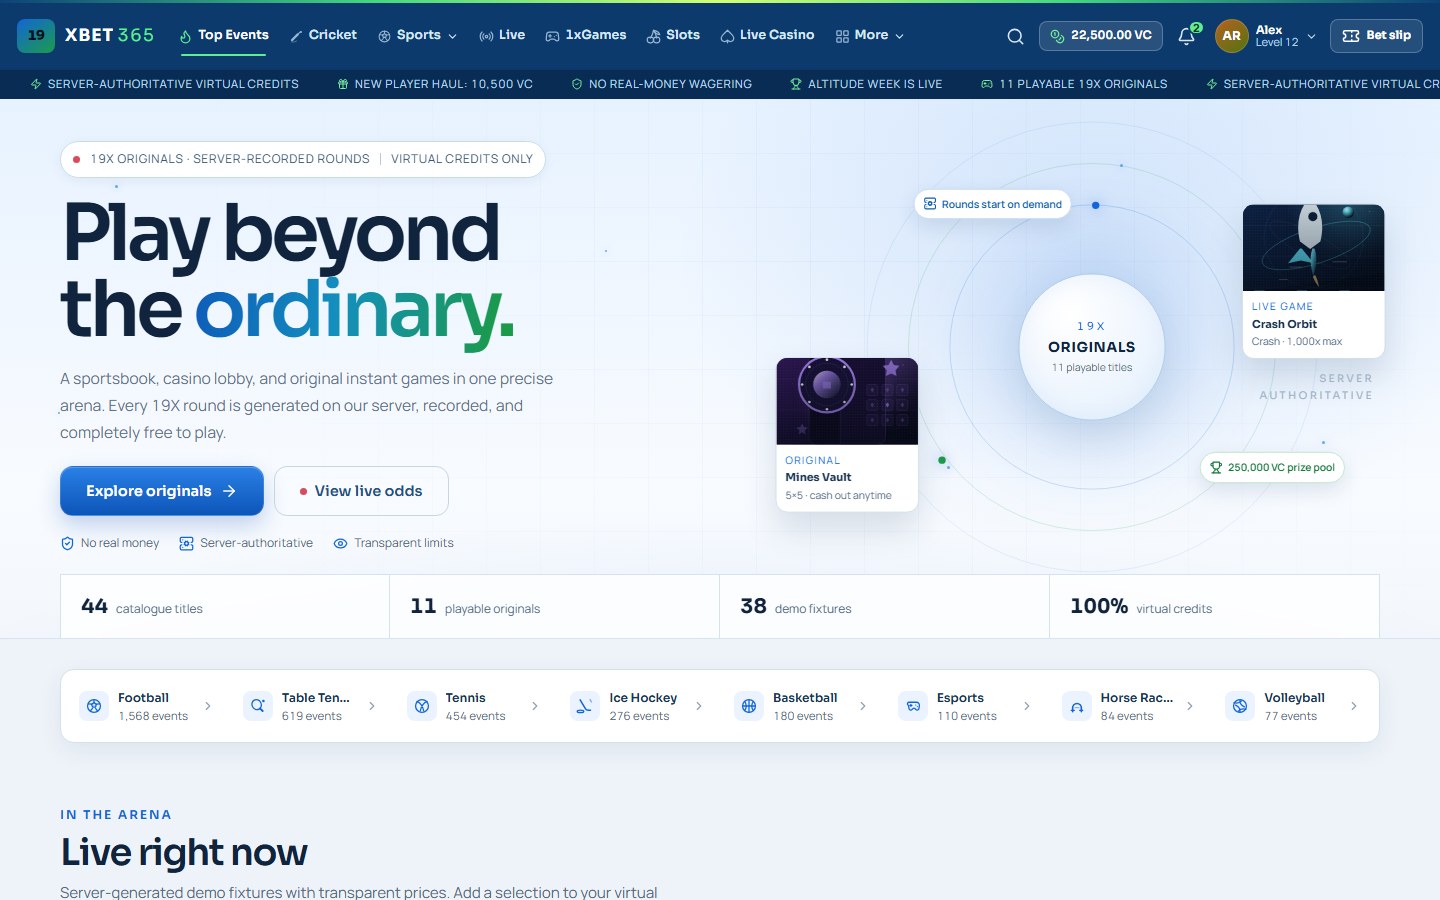 19 XBET 365 Top Events Cricket Sports Live 1xGames Slots Live Casino More 22,500.00 VC 2 AR Alex Level 12 Bet slip
SERVER-AUTHORITATIVE VIRTUAL CREDITS NEW PLAYER HAUL: 10,500 VC NO REAL-MONEY WAGERING ALTITUDE WEEK IS LIVE 11 PLAYABLE 19X ORIGINALS SERVER-AUTHORITATIVE VIRTUAL CR
19X ORIGINALS · SERVER-RECORDED ROUNDS | VIRTUAL CREDITS ONLY
Play beyond
the ordinary.
A sportsbook, casino lobby, and original instant games in one precise
arena. Every 19X round is generated on our server, recorded, and
completely free to play.
Explore originals
View live odds
No real money Server-authoritative Transparent limits
Rounds start on demand
19X
ORIGINALS
11 playable titles
LIVE GAME
Crash Orbit
Crash · 1,000x max
SERVER
AUTHORITATIVE
ORIGINAL
Mines Vault
5×5 · cash out anytime
250,000 VC prize pool
44 catalogue titles
11 playable originals
38 demo fixtures
100% virtual credits
Football
1,568 events
Table Ten...
619 events
Tennis
454 events
Ice Hockey
276 events
Basketball
180 events
Esports
110 events
Horse Rac...
84 events
Volleyball
77 events
IN THE ARENA
Live right now
Server-generated demo fixtures with transparent prices. Add a selection to your virtual